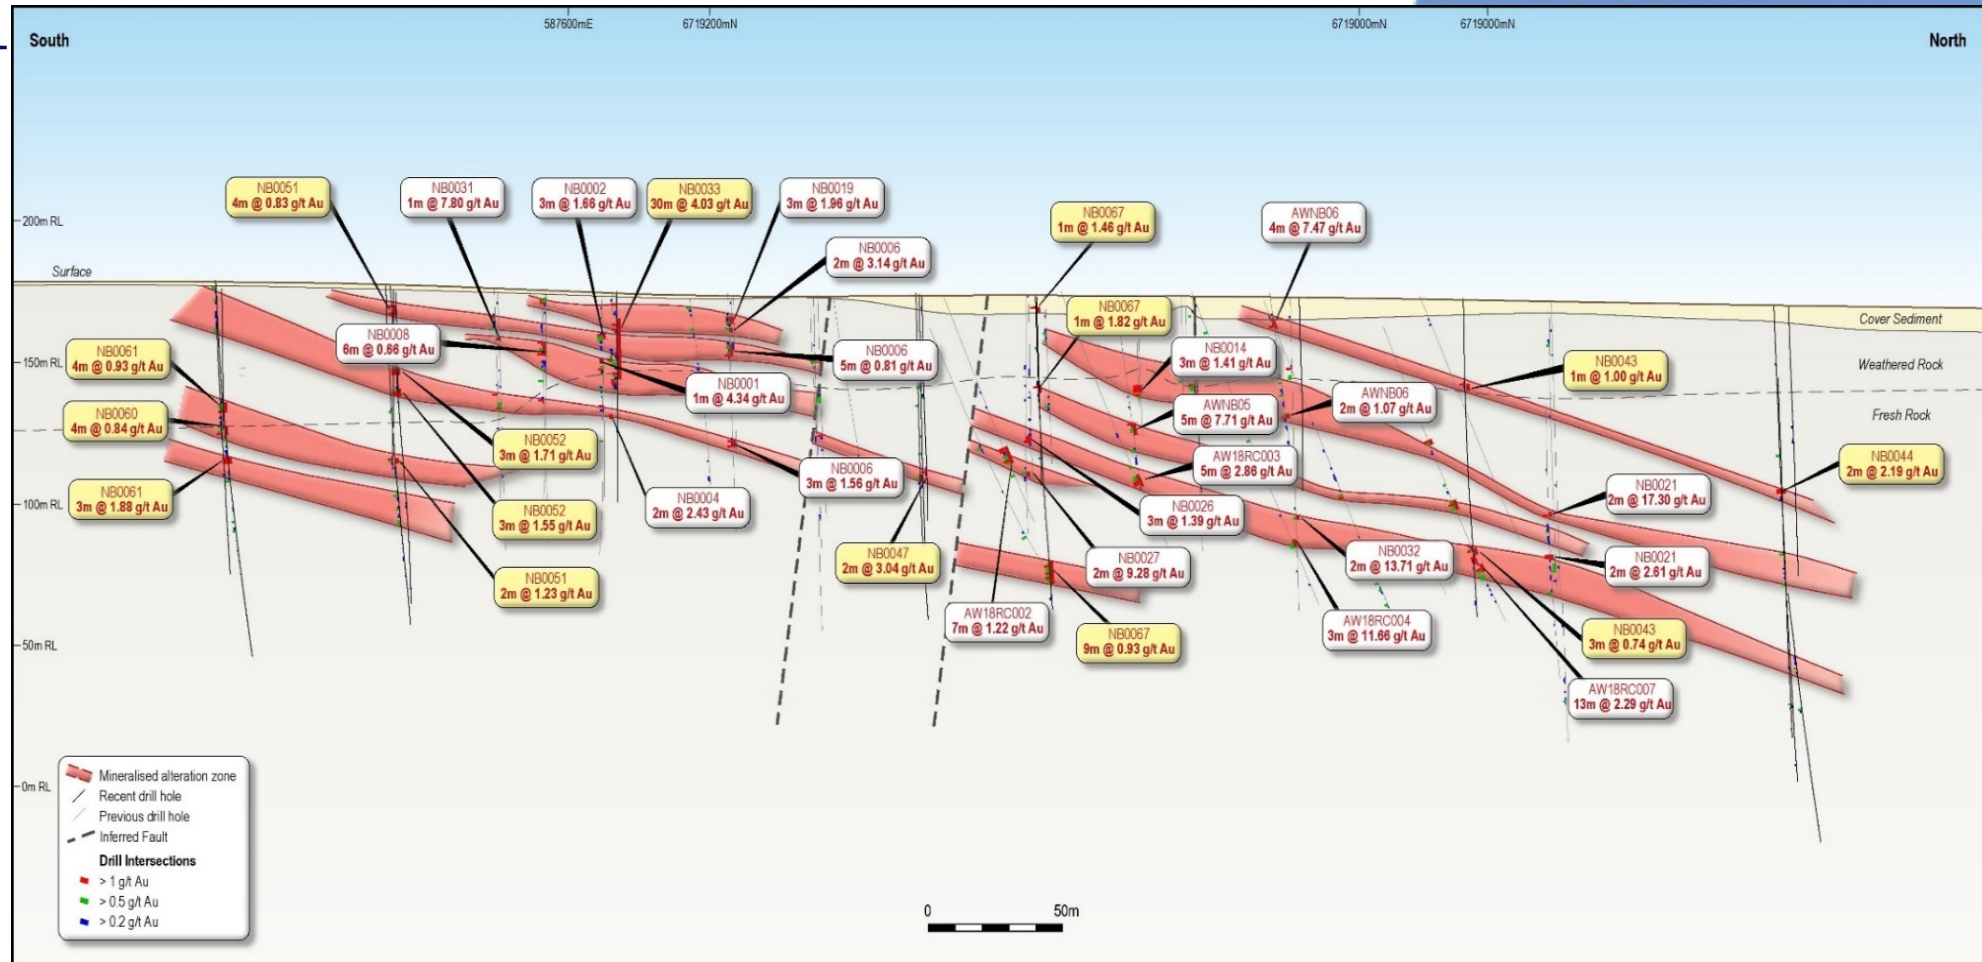 587600mE
6719200mN
6719000mN
6719000mN
South
North
200m RL
Surface
150m RL
100m RL
50m RL
0m RL
NB0051
4m @ 0.83 g/t Au
NB0031
1m @ 7.80 g/t Au
NB0002
3m @ 1.66 g/t Au
NB0033
30m @ 4.03 g/t Au
NB0019
3m @ 1.96 g/t Au
NB0006
2m @ 3.14 g/t Au
NB0067
1m @ 1.46 g/t Au
AWNB06
4m @ 7.47 g/t Au
NB0067
1m @ 1.82 g/t Au
Cover Sediment
Weathered Rock
Fresh Rock
NB0008
6m @ 0.66 g/t Au
NB0061
4m @ 0.93 g/t Au
NB0006
5m @ 0.81 g/t Au
NB0014
3m @ 1.41 g/t Au
NB0043
1m @ 1.00 g/t Au
NB0001
1m @ 4.34 g/t Au
AWNB06
2m @ 1.07 g/t Au
NB0060
4m @ 0.84 g/t Au
AWNB05
5m @ 7.71 g/t Au
NB0052
3m @ 1.71 g/t Au
NB0006
3m @ 1.56 g/t Au
AW18RC003
5m @ 2.86 g/t Au
NB0044
2m @ 2.19 g/t Au
NB0061
3m @ 1.88 g/t Au
NB0004
2m @ 2.43 g/t Au
NB0052
3m @ 1.55 g/t Au
NB0026
3m @ 1.39 g/t Au
NB0021
2m @ 17.30 g/t Au
NB0047
2m @ 3.04 g/t Au
NB0027
2m @ 9.28 g/t Au
NB0032
2m @ 13.71 g/t Au
NB0021
2m @ 2.61 g/t Au
NB0051
2m @ 1.23 g/t Au
AW18RC002
7m @ 1.22 g/t Au
NB0067
9m @ 0.93 g/t Au
AW18RC004
3m @ 11.66 g/t Au
NB0043
3m @ 0.74 g/t Au
AW18RC007
13m @ 2.29 g/t Au
Mineralised alteration zone
Recent drill hole
Previous drill hole
Inferred Fault
Drill Intersections
> 1 g/t Au
> 0.5 g/t Au
> 0.2 g/t Au
0
50m